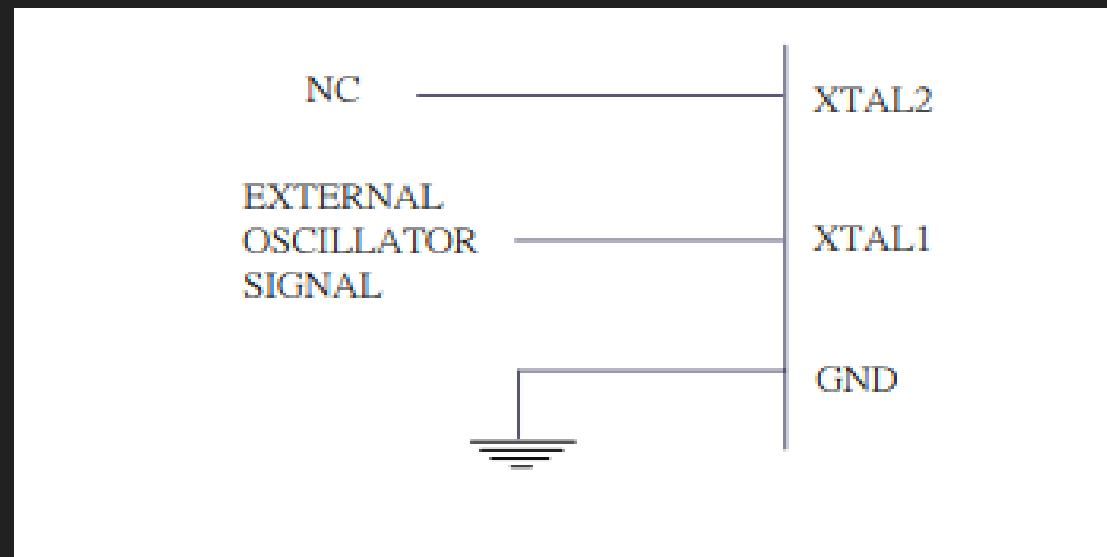 NC
XTAL2
EXTERNAL
OSCILLATOR
SIGNAL
XTAL1
GND